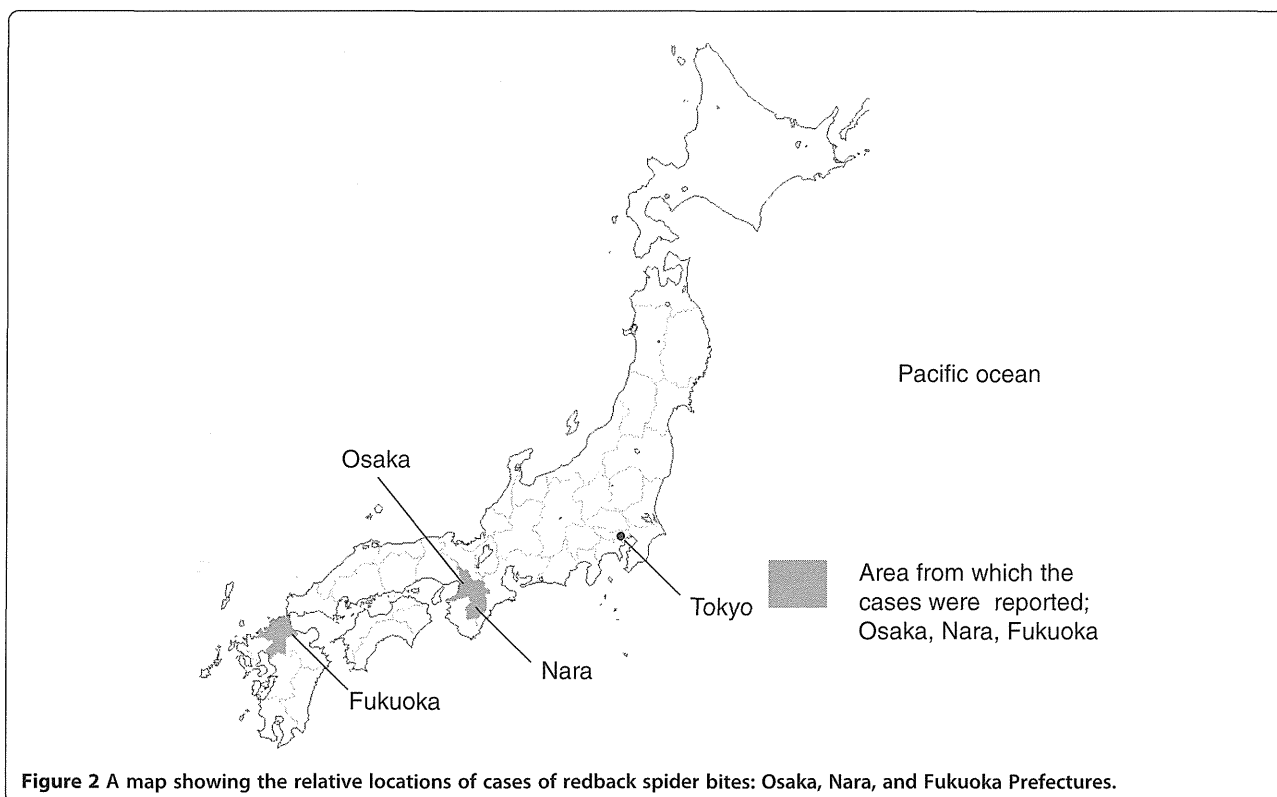 Pacific ocean
Osaka
Tokyo
Area from which the
cases were reported;
Osaka, Nara, Fukuoka
Nara
Fukuoka
Figure 2 A map showing the relative locations of cases of redback spider bites: Osaka, Nara, and Fukuoka Prefectures.